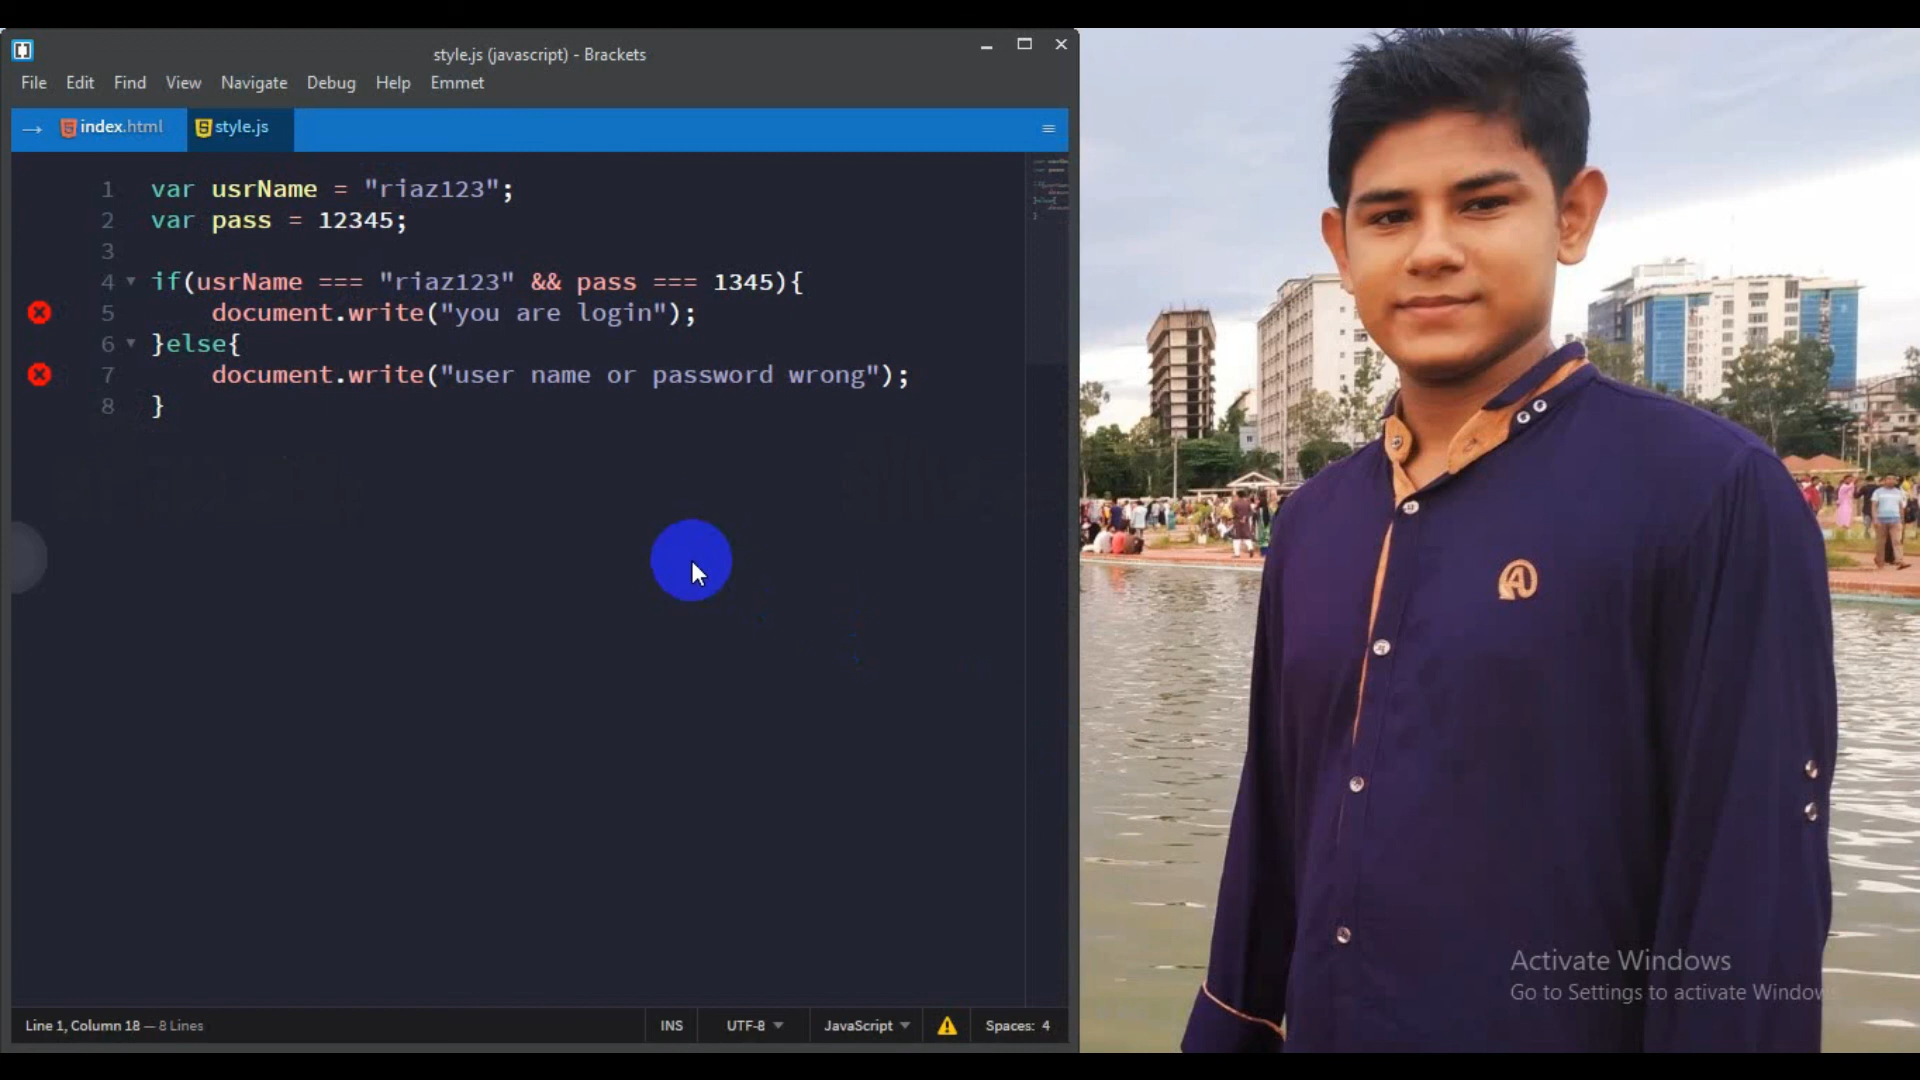 style.js (javascript) - Brackets
File Edit Find View Navigate Debug Help Emmet
index.html style.js
1 var usrName = "riaz123";
2 var pass = 12345;
3
4 if(usrName === "riaz123" && pass === 1345){
5 document.write("you are login");
6 }else{
7 document.write("user name or password wrong");
8 }
Line 1, Column 18 — 8 Lines INS UTF-8 JavaScript Spaces: 4
Activate Windows
Go to Settings to activate Window